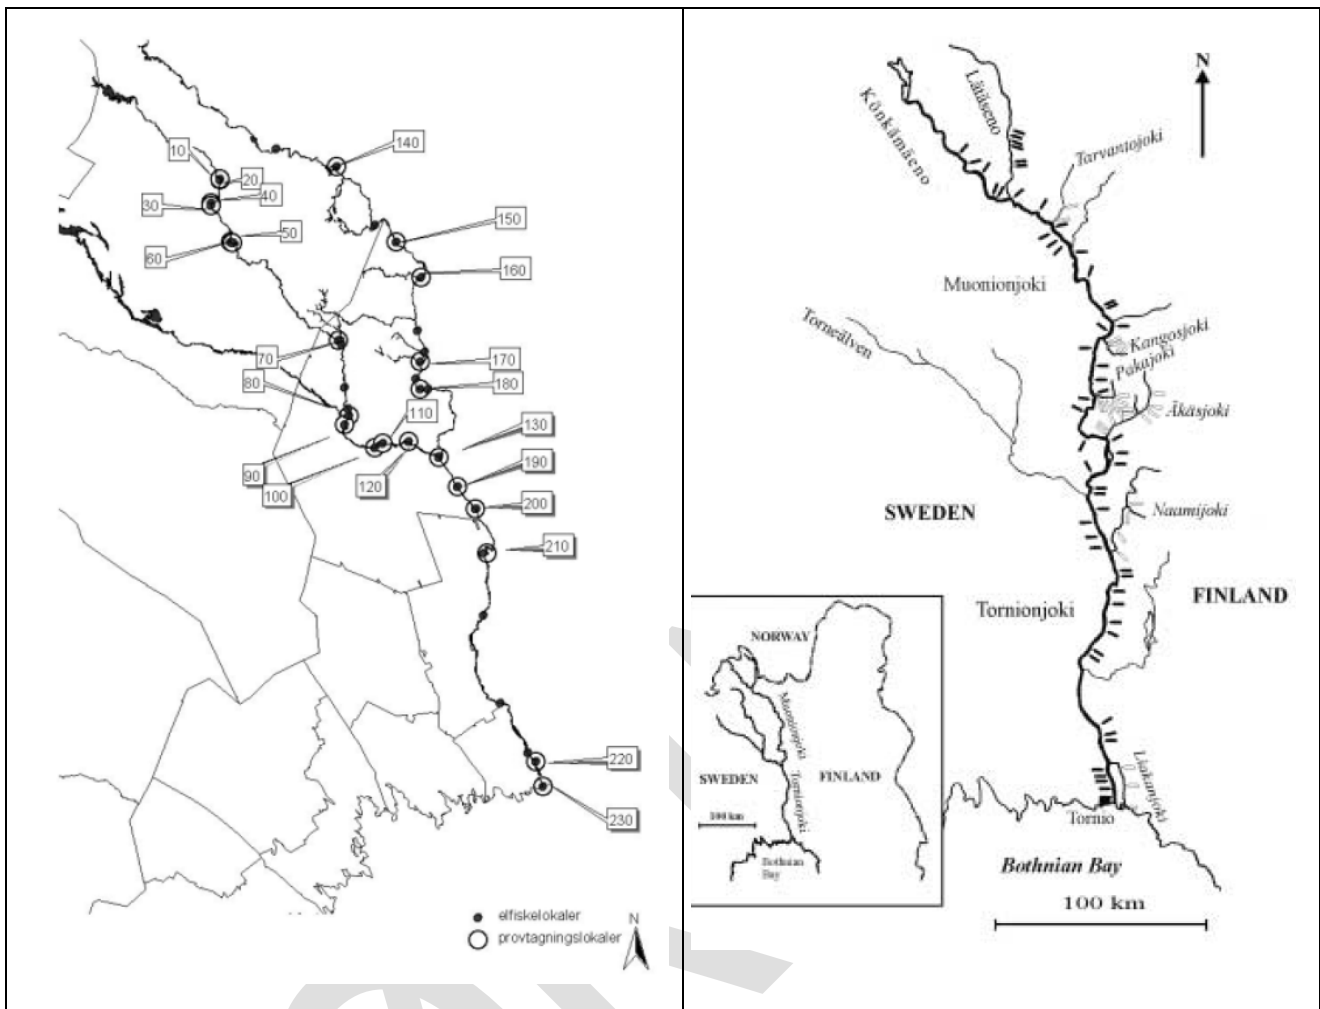 10
20
30
40
50
60
70
80
90
100
110
120
130
140
150
160
170
180
190
200
210
220
230
elfiskelokaler
provtagningslokaler
N
N
Könkämäeno
Lätäseno
Tarvantojoki
Muonionjoki
Kangosjoki
Pakajoki
Torneälven
Äkäsjoki
SWEDEN
Naamijoki
FINLAND
Tornionjoki
Liakanjoki
Tornio
Bothnian Bay
100 km
NORWAY
Muonionjoki
SWEDEN
FINLAND
Tornionjoki
100 km
Bothnian
Bay